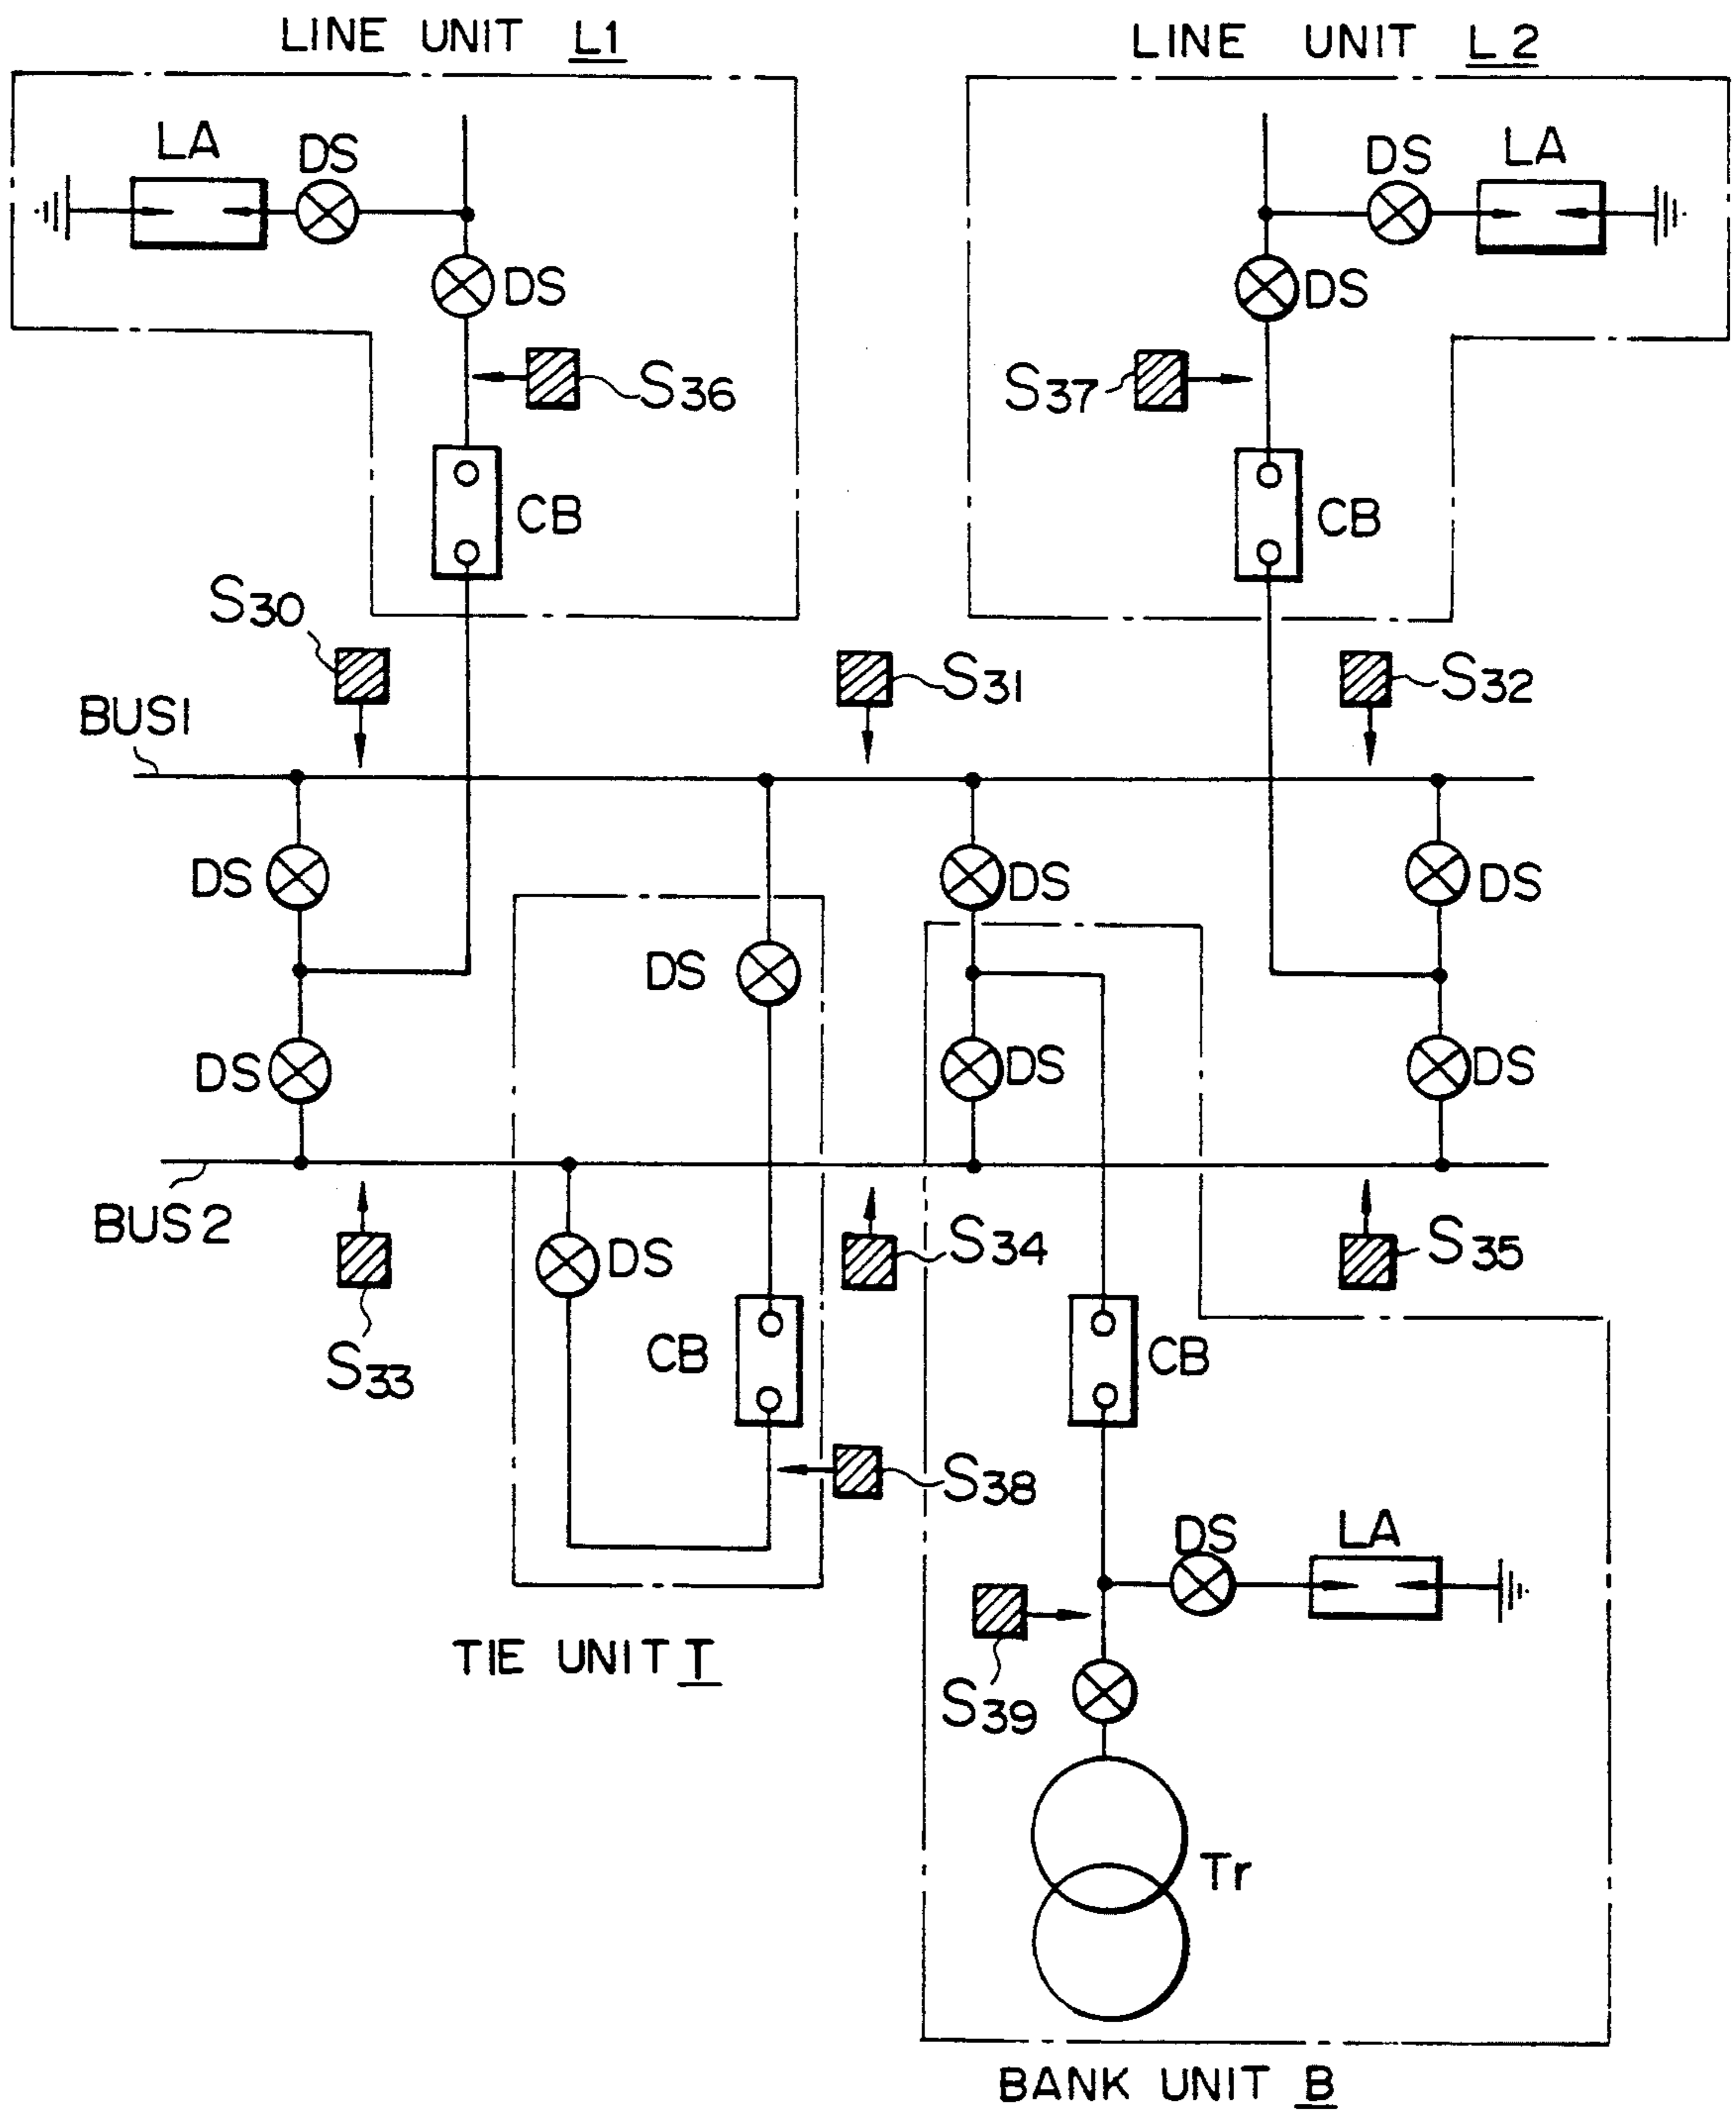 LINE UNIT L1
LINE UNIT L2
LA
DS
DS
LA
DS
DS
S36
S37
CB
CB
S30
S31
S32
BUS1
DS
DS
DS
DS
DS
DS
DS
BUS2
DS
S34
S35
S33
CB
CB
S38
DS
LA
TIE UNIT T
S39
Tr
BANK UNIT B